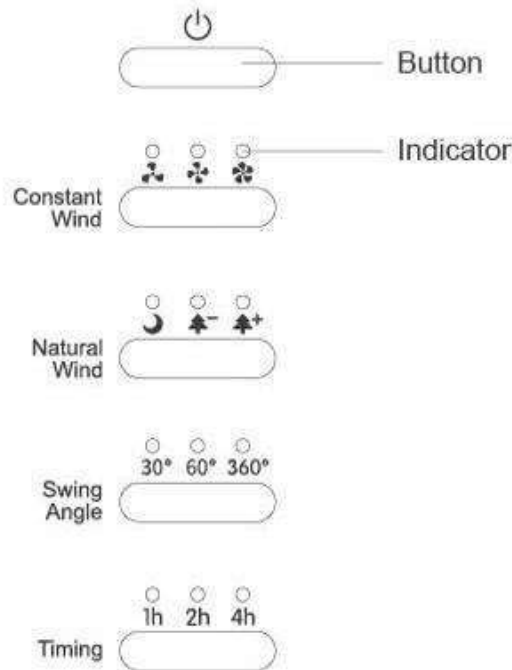 Button
Indicator
Constant
Wind
Natural
Wind
30° 60° 360°
Swing
Angle
1h 2h 4h
Timing